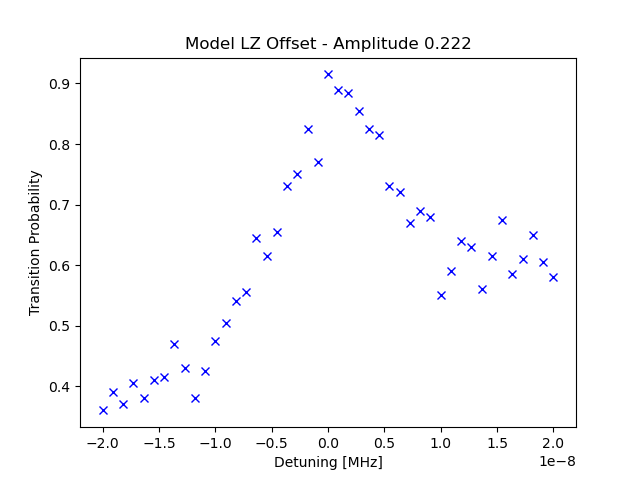 Model LZ Offset - Amplitude 0.222
Transition Probability
0.9
0.8
0.7
0.6
0.5
0.4
−2.0 −1.5 −1.0 −0.5 0.0 0.5 1.0 1.5 2.0
1e−8
Detuning [MHz]